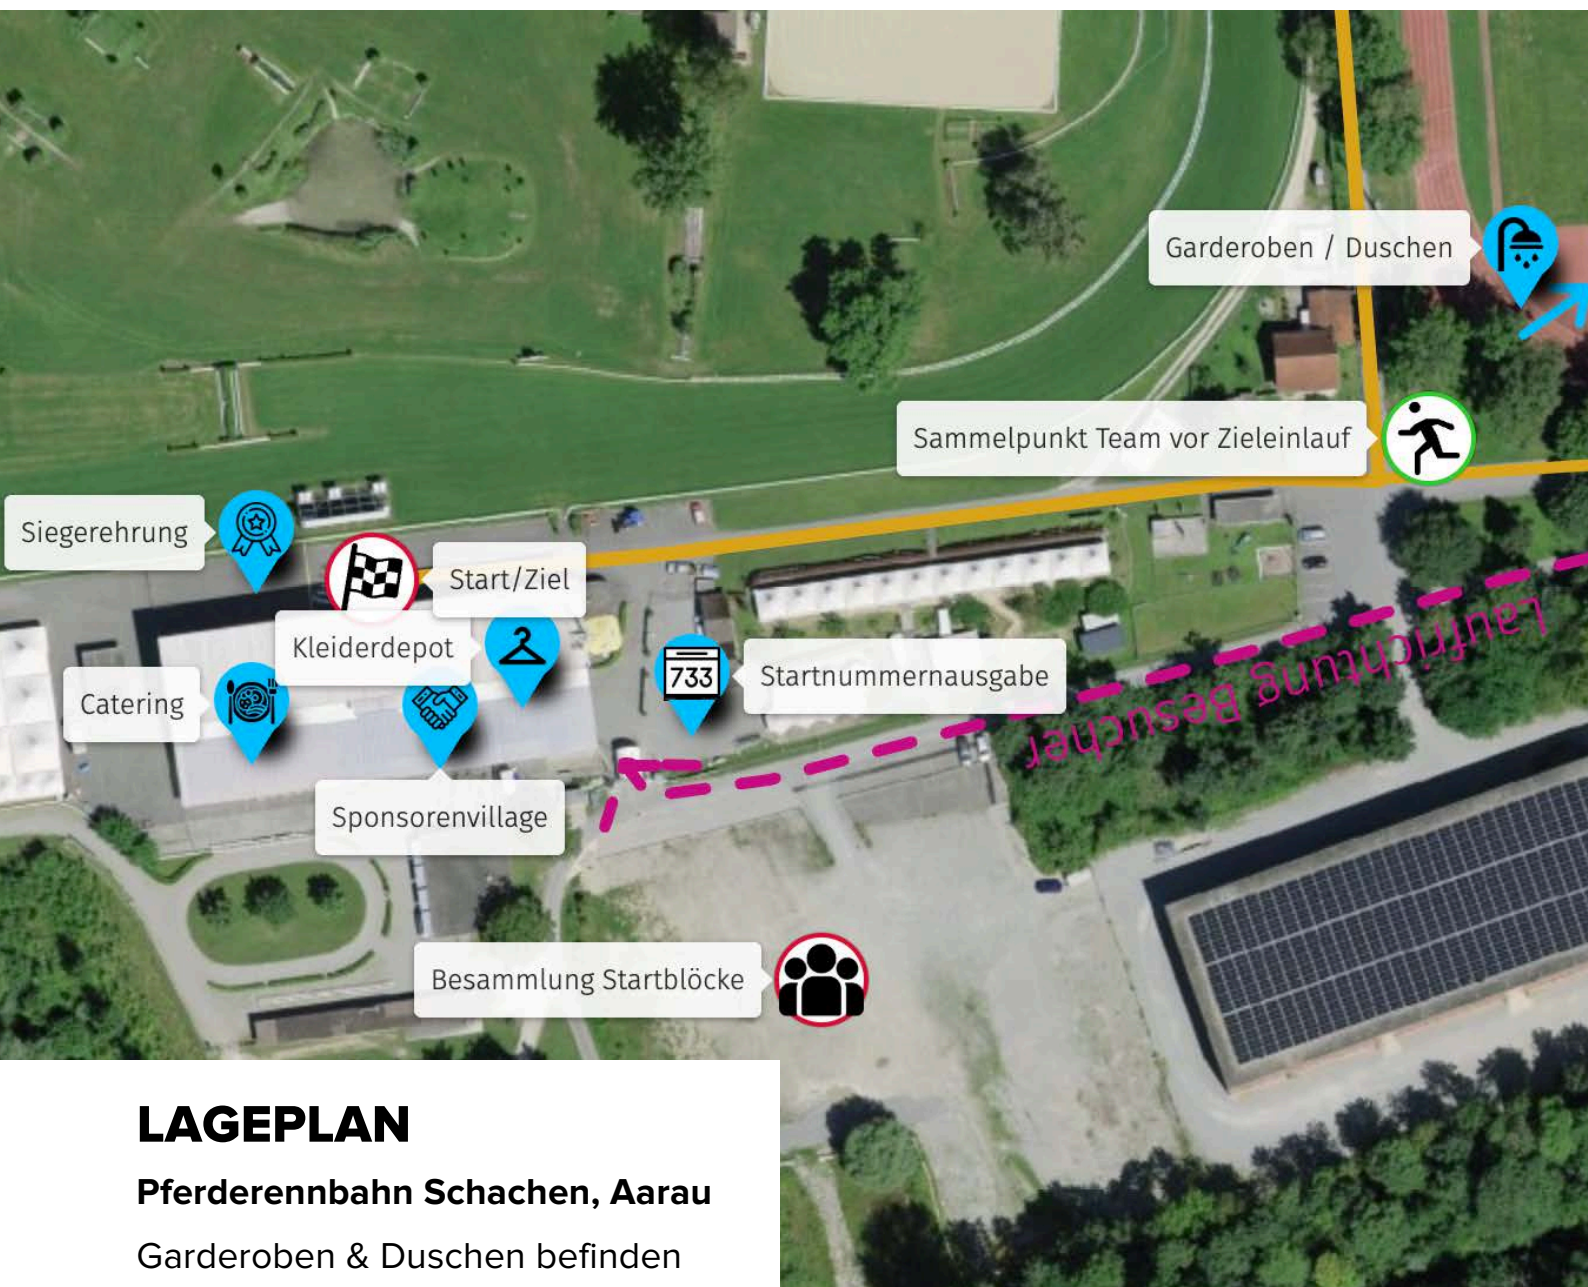 Garderoben / Duschen
Sammelpunkt Team vor Zieleinlauf
Siegerehrung
Start/Ziel
Kleiderdepot
733
Startnummernausgabe
Catering
Laufrichtung Besucher
Sponsorenvillage
Besammlung Startblöcke
LAGEPLAN
Pferderennbahn Schachen, Aarau
Garderoben & Duschen befinden